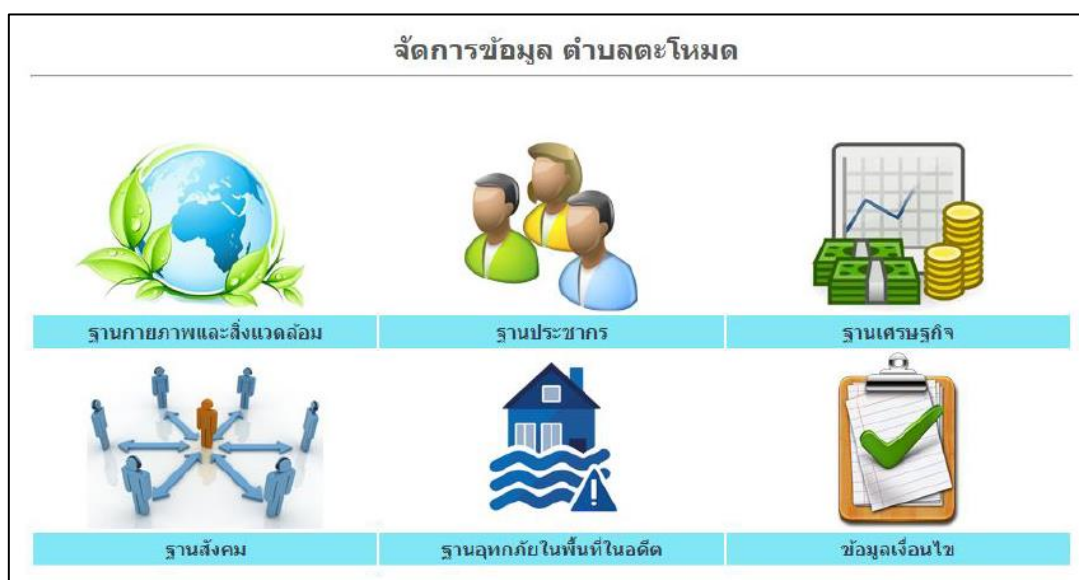 จัดการข้อมูล ตำบลตะโหมด
ฐานกายภาพและสิ่งแวดล้อม
ฐานประชากร
ฐานเศรษฐกิจ
ฐานสังคม
ฐานอุทกภัยในพื้นที่ในอดีต
ข้อมูลเงื่อนไข